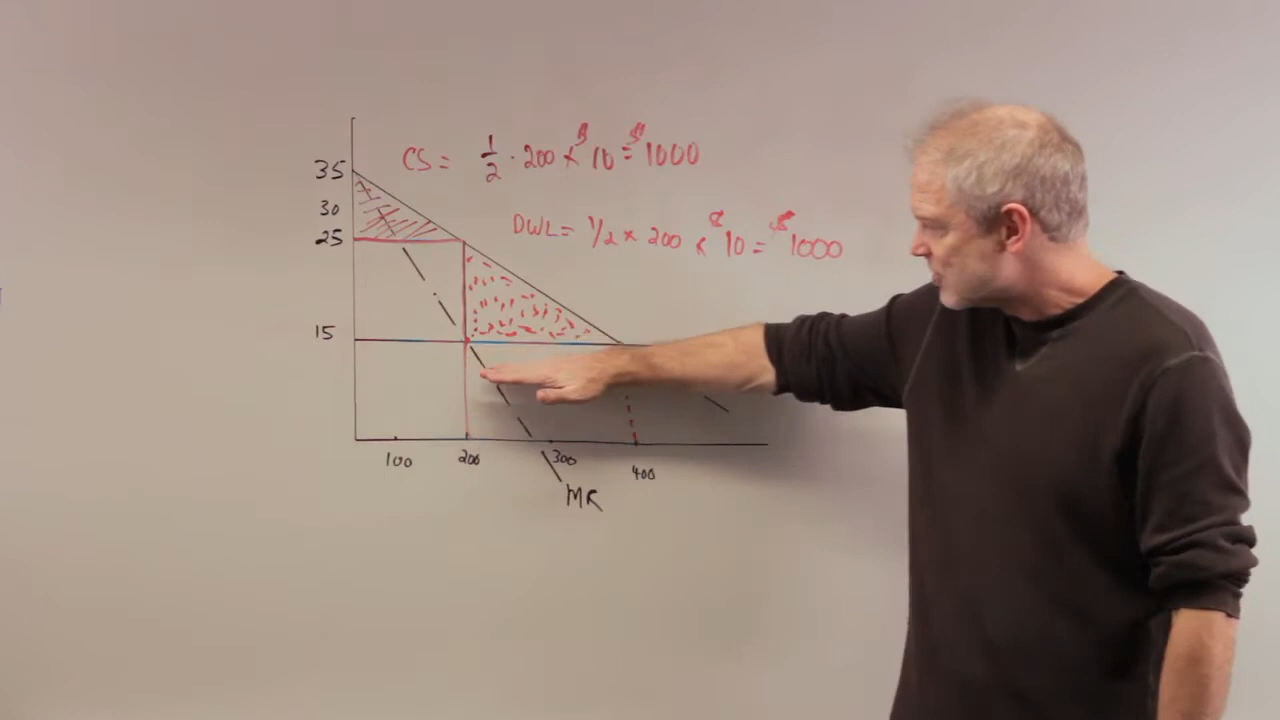 CS = 1/2 · 200 × $10 = $1000
35
30
DWL = 1/2 × 200 × $10 = $1000
25
15
100 200 300 400
MR